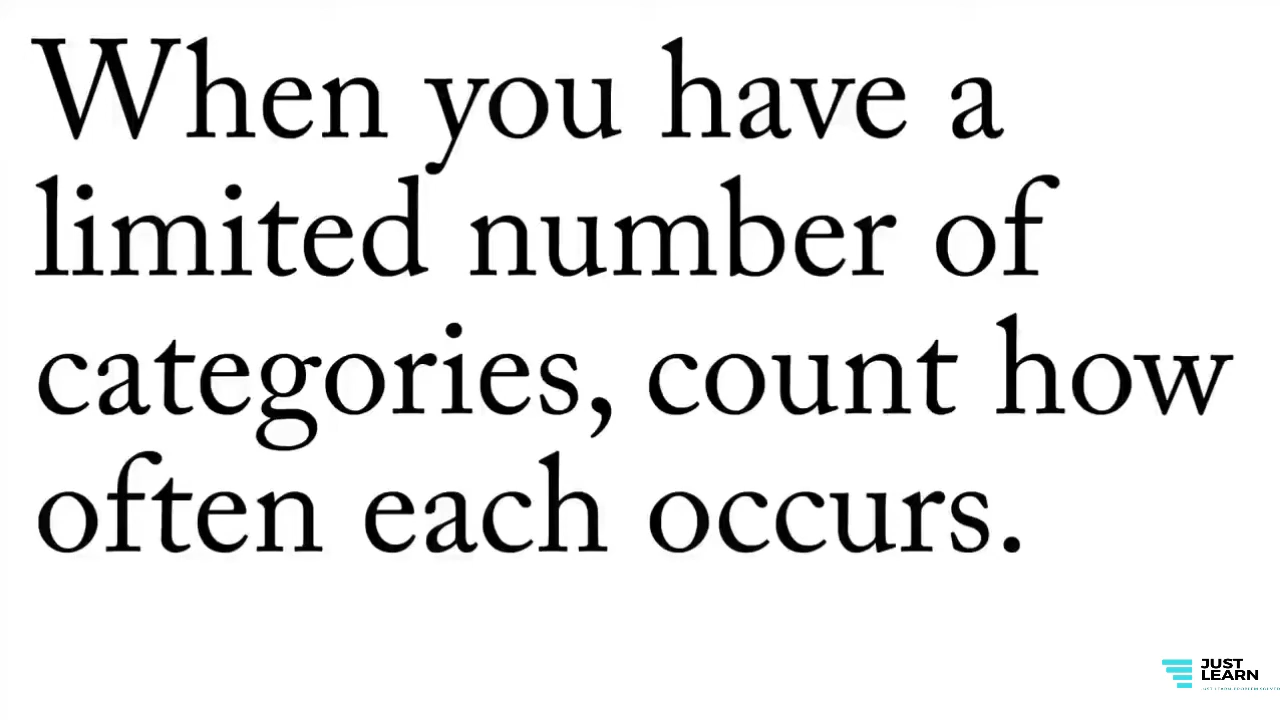 When you have a
limited number of
categories, count how
often each occurs.
JUST
LEARN